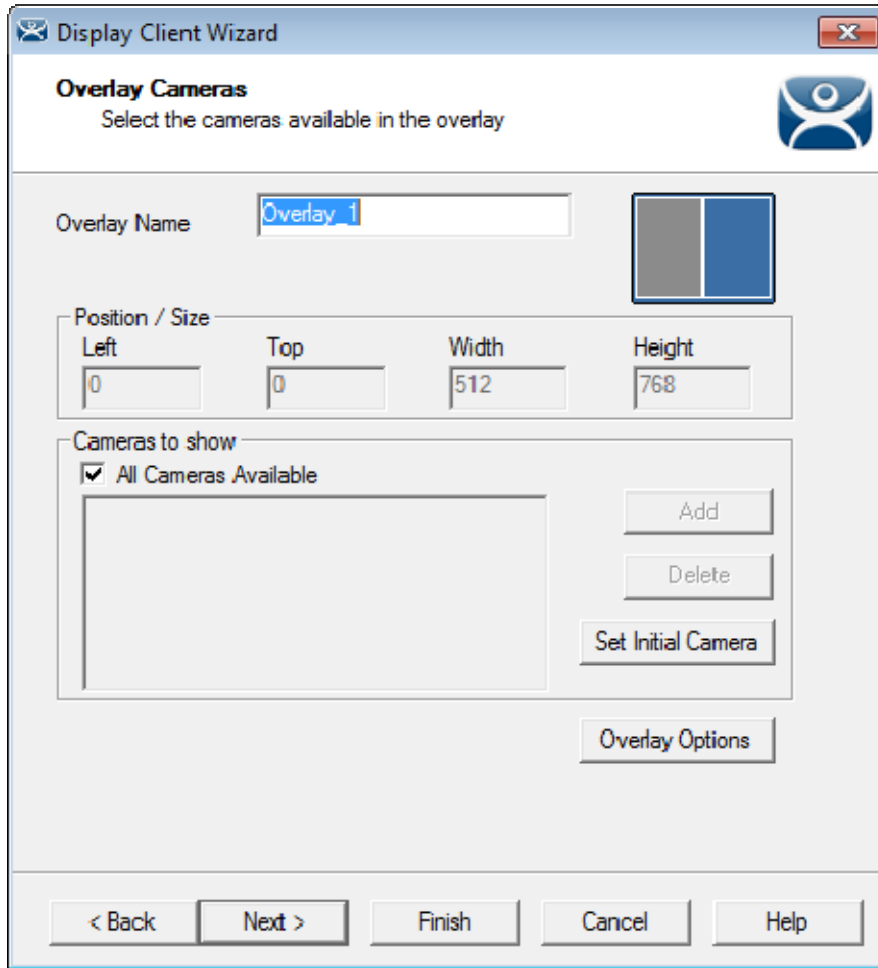 Display Client Wizard
Overlay Cameras
Select the cameras available in the overlay
Overlay Name
Overlay_1
Position / Size
Left Top Width Height
0 0 512 768
Cameras to show
All Cameras Available
Add
Delete
Set Initial Camera
Overlay Options
< Back Next > Finish Cancel Help